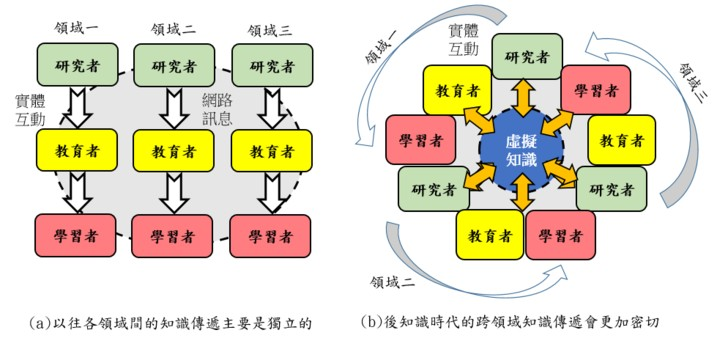 領域一
領域二
領域三
研究者
研究者
研究者
實體
互動
網路
訊息
教育者
教育者
教育者
學習者
學習者
學習者
(a)以往各領域間的知識傳遞主要是獨立的
領域一
實體
互動
研究者
教育者
學習者
領域三
學習者
虛擬
知識
教育者
研究者
研究者
教育者
學習者
領域二
(b)後知識時代的跨領域知識傳遞會更加密切